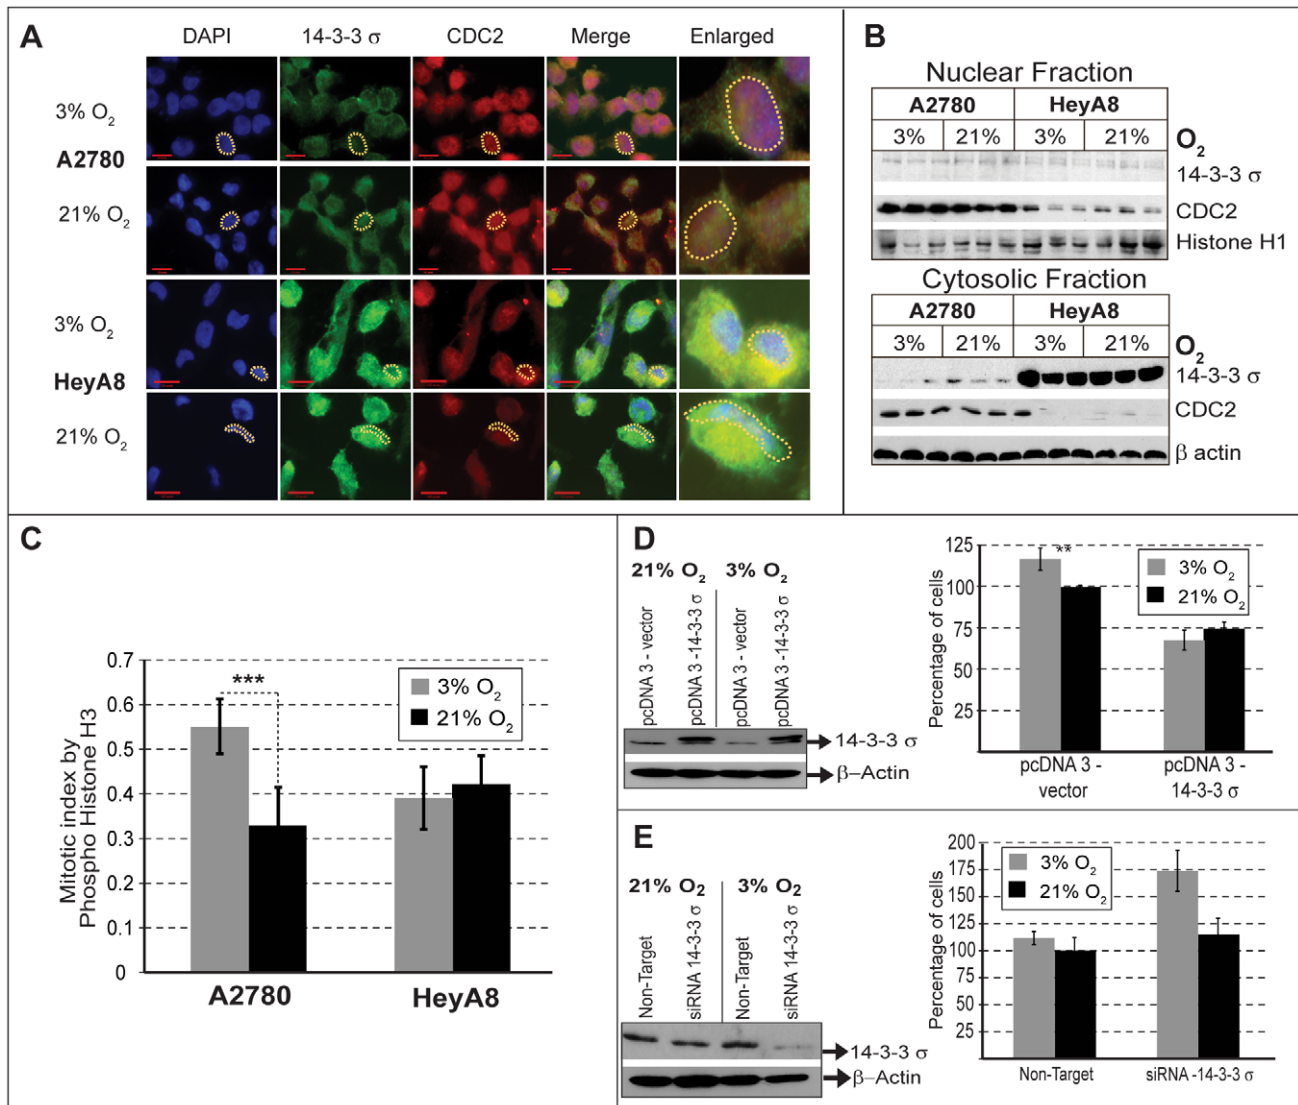 A
DAPI 14-3-3 σ CDC2 Merge Enlarged
3% O2
A2780
21% O2
3% O2
HeyA8
21% O2
B
Nuclear Fraction
A2780 HeyA8
3% 21% 3% 21% O2
14-3-3 σ
CDC2
Histone H1
Cytosolic Fraction
A2780 HeyA8
3% 21% 3% 21% O2
14-3-3 σ
CDC2
β actin
C
Mitotic index by
Phospho Histone H3
0.7
0.6
0.5
0.4
0.3
0.2
0.1
0
***
3% O2
21% O2
A2780 HeyA8
D
21% O2 3% O2
pcDNA 3 - vector
pcDNA 3 -14-3-3 σ
pcDNA 3 - vector
pcDNA 3 -14-3-3 σ
14-3-3 σ
β–Actin
Percentage of cells
125
100
75
50
25
**
3% O2
21% O2
pcDNA 3 - pcDNA 3 -
vector 14-3-3 σ
E
21% O2 3% O2
Non-Target
siRNA 14-3-3 σ
Non-Target
siRNA 14-3-3 σ
14-3-3 σ
β–Actin
Percentage of cells
200
175
150
125
100
75
50
25
3% O2
21% O2
Non-Target siRNA -14-3-3 σ